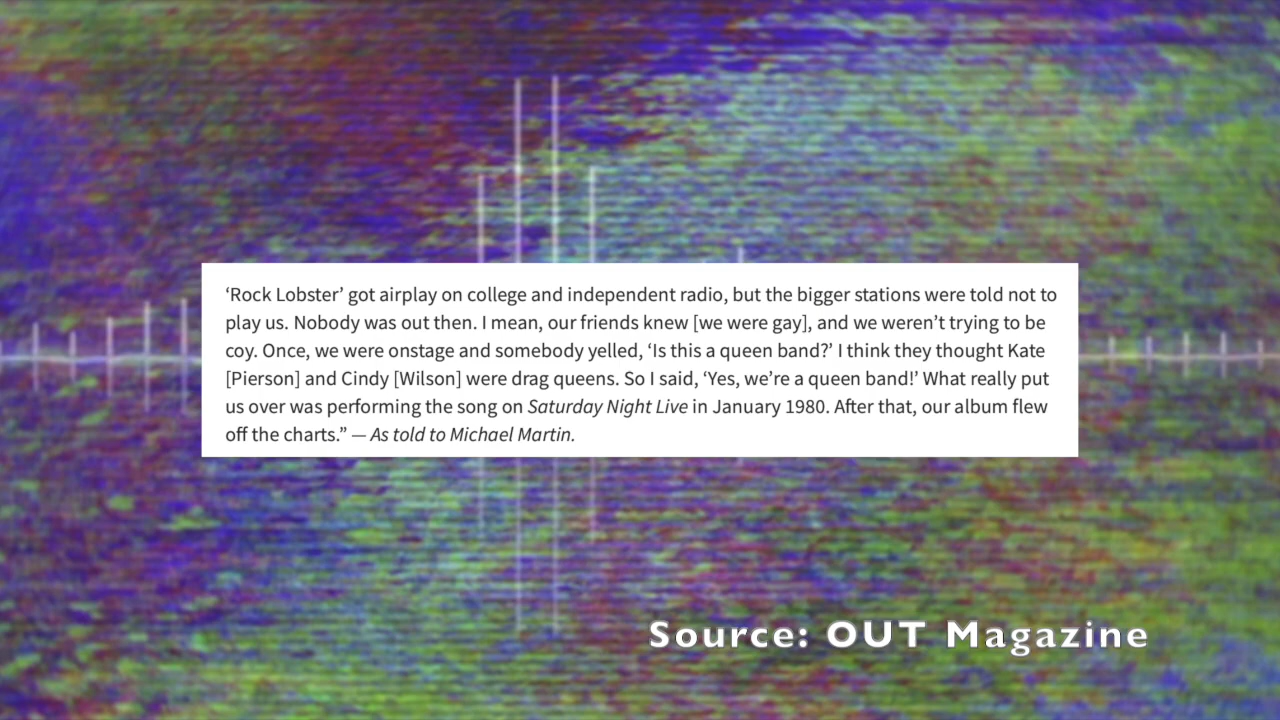 ‘Rock Lobster’ got airplay on college and independent radio, but the bigger stations were told not to
play us. Nobody was out then. I mean, our friends knew [we were gay], and we weren’t trying to be
coy. Once, we were onstage and somebody yelled, ‘Is this a queen band?’ I think they thought Kate
[Pierson] and Cindy [Wilson] were drag queens. So I said, ‘Yes, we’re a queen band!’ What really put
us over was performing the song on Saturday Night Live in January 1980. After that, our album flew
off the charts.” — As told to Michael Martin.
Source: OUT Magazine